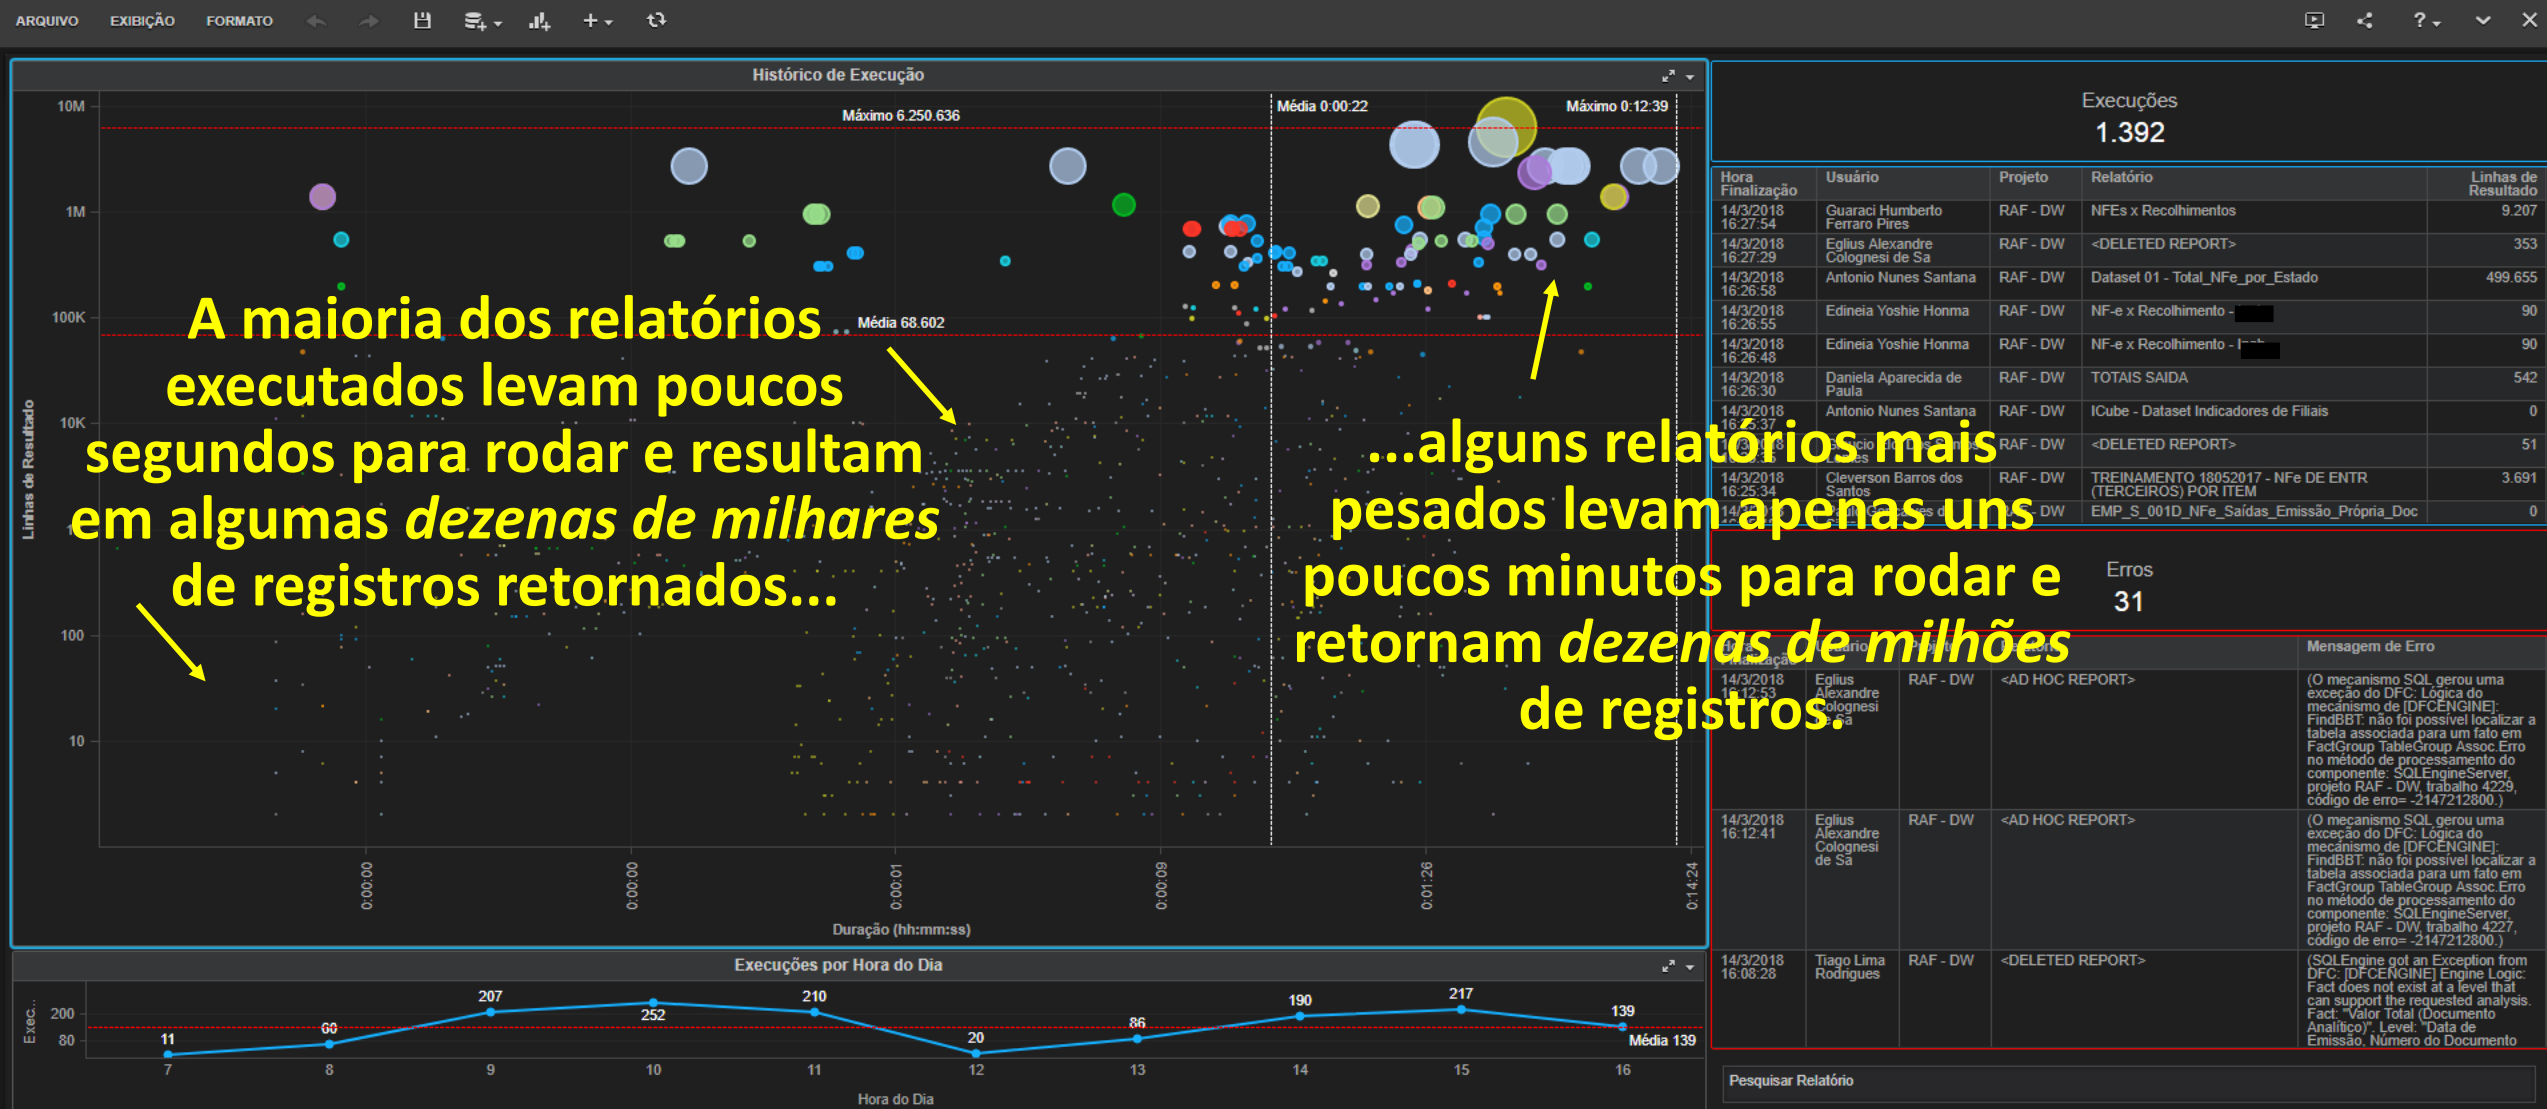 ARQUIVO EXIBIÇÃO FORMATO
Histórico de Execução
10M
1M
100K
10K
100
10
Linhas de Resultado
Máximo 6.250.636
Média 0:00:22
Máximo 0:12:39
Média 68.602
A maioria dos relatórios
executados levam poucos
segundos para rodar e resultam
em algumas dezenas de milhares
de registros retornados...
...alguns relatórios mais
pesados levam apenas uns
poucos minutos para rodar e
retornam dezenas de milhões
de registros.
0:00:00
0:00:00
0:00:01
0:00:09
0:01:26
0:14:24
Duração (hh:mm:ss)
Execuções por Hora do Dia
Exec...
200
80
11
60
207
252
210
20
86
190
217
139
Média 139
7 8 9 10 11 12 13 14 15 16
Hora do Dia
Execuções
1.392
Hora Finalização Usuário Projeto Relatório Linhas de Resultado
14/3/2018 16:27:54 Guaraci Humberto Ferraro Pires RAF - DW NFEs x Recolhimentos 9.207
14/3/2018 16:27:29 Eglius Alexandre Colognesi de Sa RAF - DW <DELETED REPORT> 353
14/3/2018 16:26:58 Antonio Nunes Santana RAF - DW Dataset 01 - Total_NFe_por_Estado 499.655
14/3/2018 16:26:55 Edineia Yoshie Honma RAF - DW NF-e x Recolhimento - 90
14/3/2018 16:26:48 Edineia Yoshie Honma RAF - DW NF-e x Recolhimento - 90
14/3/2018 16:26:30 Daniela Aparecida de Paula RAF - DW TOTAIS SAIDA 542
14/3/2018 Antonio Nunes Santana RAF - DW ICube - Dataset Indicadores de Filiais 0
RAF - DW <DELETED REPORT> 51
14/3/2018 16:25:34 Cleverson Barros dos Santos RAF - DW TREINAMENTO 18052017 - NFe DE ENTR (TERCEIROS) POR ITEM 3.691
EMP_S_001D_NFe_Saídas_Emissão_Própria_Doc 0
Erros
31
Mensagem de Erro
14/3/2018 16:12:53 Eglius Alexandre Colognesi de Sa RAF - DW <AD HOC REPORT>
(O mecanismo SQL gerou uma
exceção do DFC: Lógica do
mecanismo de [DFCENGINE]:
FindBBT: não foi possível localizar a
tabela associada para um fato em
FactGroup TableGroup Assoc.Erro
no método de processamento do
componente: SQLEngineServer,
projeto RAF - DW, trabalho 4229,
código de erro= -2147212800.)
14/3/2018 16:12:41 Eglius Alexandre Colognesi de Sa RAF - DW <AD HOC REPORT>
(O mecanismo SQL gerou uma
exceção do DFC: Lógica do
mecanismo de [DFCENGINE]:
FindBBT: não foi possível localizar a
tabela associada para um fato em
FactGroup TableGroup Assoc.Erro
no método de processamento do
componente: SQLEngineServer,
projeto RAF - DW, trabalho 4227,
código de erro= -2147212800.)
14/3/2018 16:08:28 Tiago Lima Rodrigues RAF - DW <DELETED REPORT>
(SQLEngine got an Exception from
DFC: [DFCENGINE] Engine Logic:
Fact does not exist at a level that
can support the requested analysis.
Fact: "Valor Total (Documento
Analítico)", Level: "Data de
Emissão, Número do Documento
Pesquisar Relatório